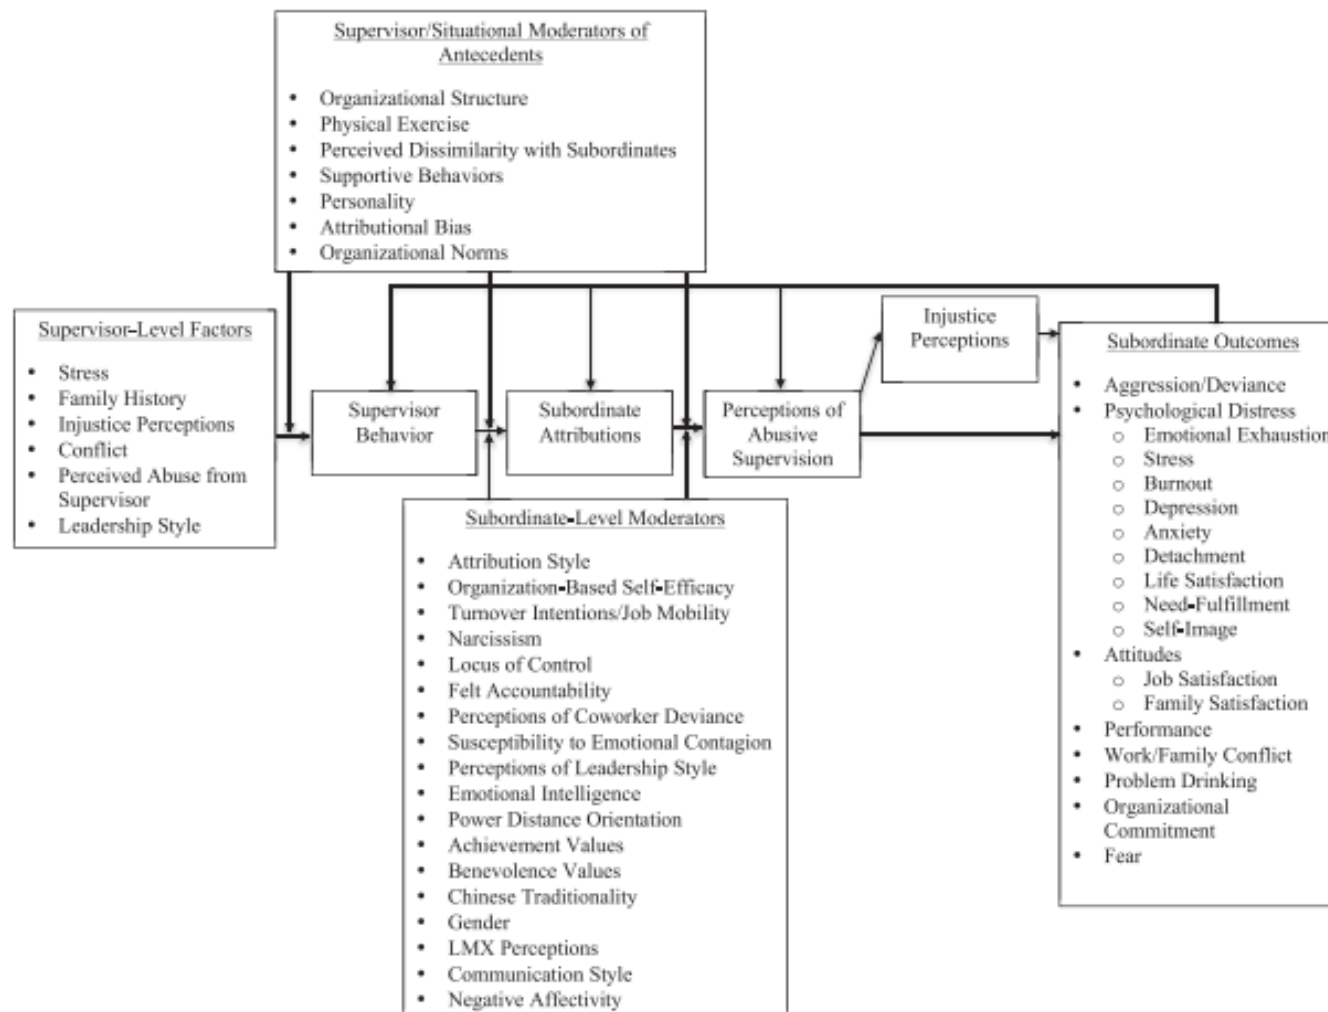 Supervisor/Situational Moderators of
Antecedents
• Organizational Structure
• Physical Exercise
• Perceived Dissimilarity with Subordinates
• Supportive Behaviors
• Personality
• Attributional Bias
• Organizational Norms
Supervisor-Level Factors
• Stress
• Family History
• Injustice Perceptions
• Conflict
• Perceived Abuse from
Supervisor
• Leadership Style
Supervisor
Behavior
Subordinate
Attributions
Perceptions of
Abusive
Supervision
Injustice
Perceptions
Subordinate Outcomes
• Aggression/Deviance
• Psychological Distress
o Emotional Exhaustion
o Stress
o Burnout
o Depression
o Anxiety
o Detachment
o Life Satisfaction
o Need-Fulfillment
o Self-Image
• Attitudes
o Job Satisfaction
o Family Satisfaction
• Performance
• Work/Family Conflict
• Problem Drinking
• Organizational
Commitment
• Fear
Subordinate-Level Moderators
• Attribution Style
• Organization-Based Self-Efficacy
• Turnover Intentions/Job Mobility
• Narcissism
• Locus of Control
• Felt Accountability
• Perceptions of Coworker Deviance
• Susceptibility to Emotional Contagion
• Perceptions of Leadership Style
• Emotional Intelligence
• Power Distance Orientation
• Achievement Values
• Benevolence Values
• Chinese Traditionality
• Gender
• LMX Perceptions
• Communication Style
• Negative Affectivity